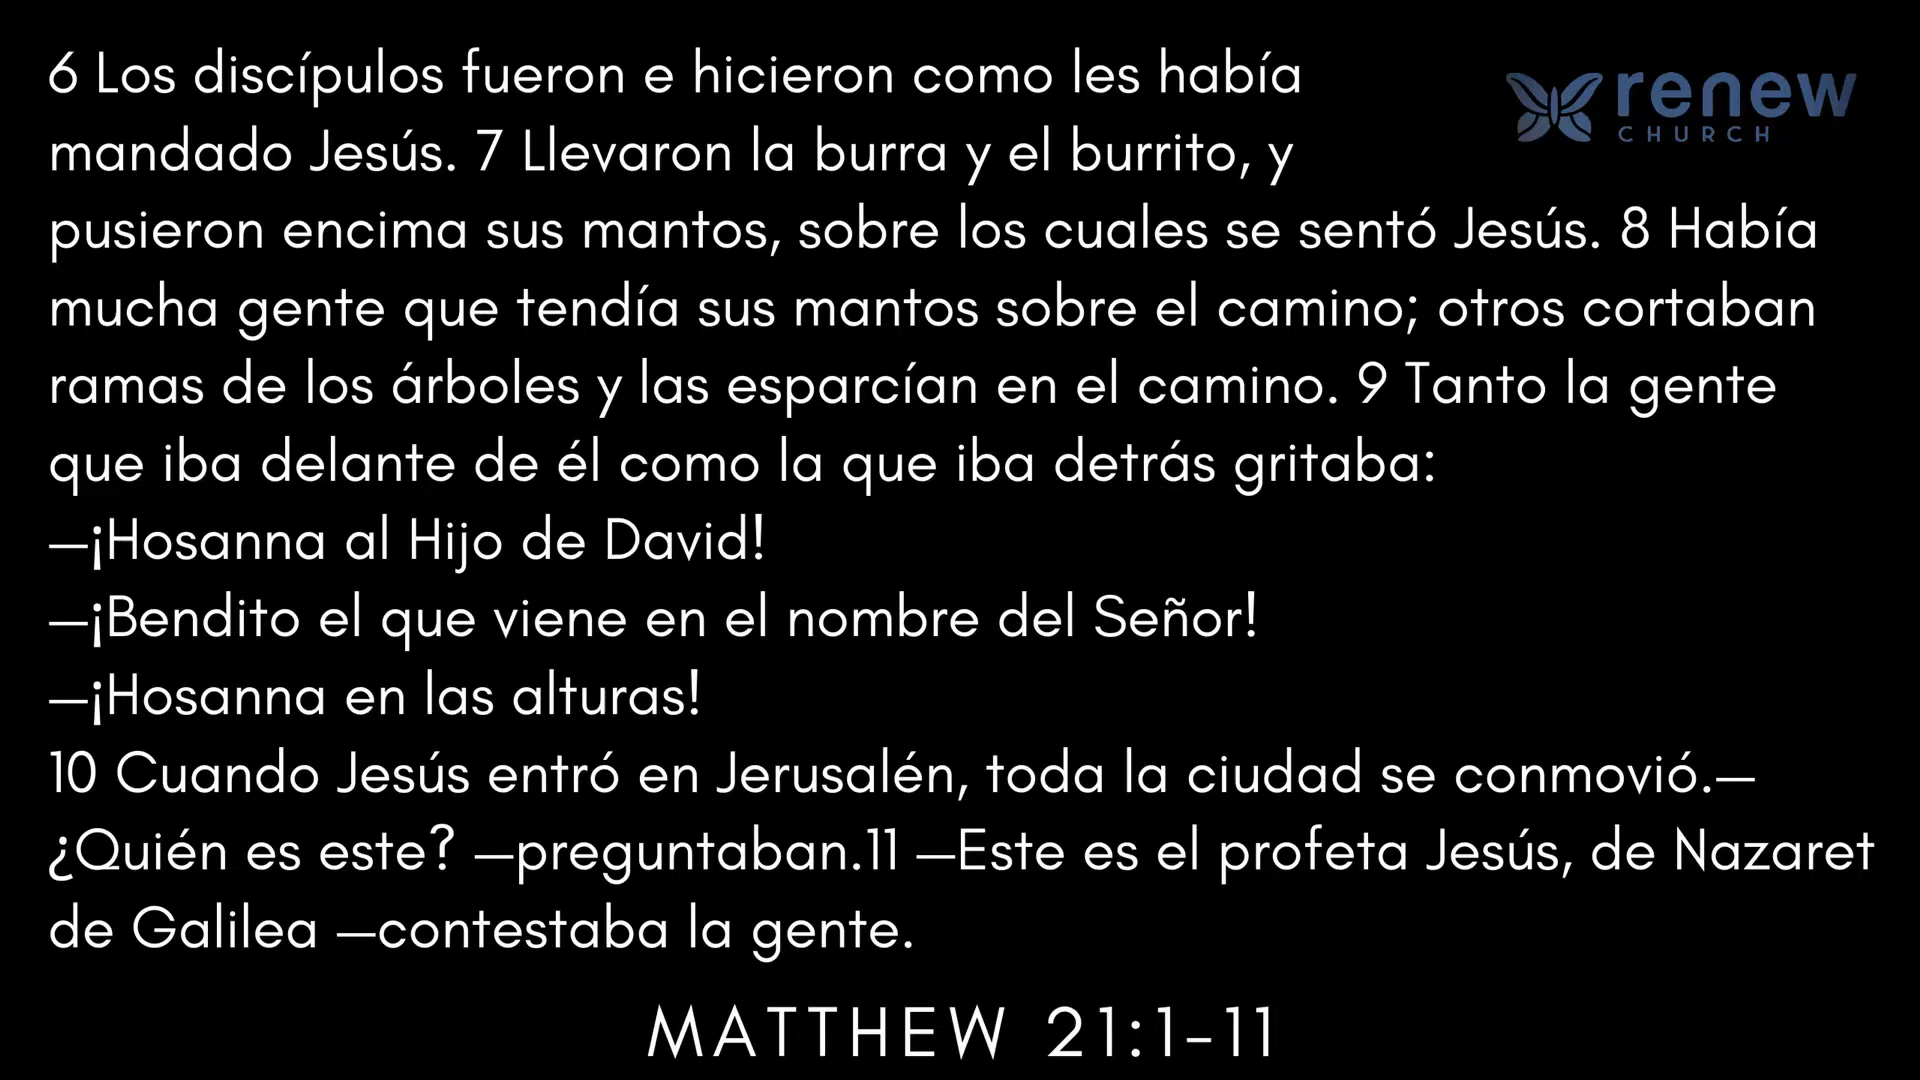 6 Los discípulos fueron e hicieron como les había
mandado Jesús. 7 Llevaron la burra y el burrito, y
pusieron encima sus mantos, sobre los cuales se sentó Jesús. 8 Había
mucha gente que tendía sus mantos sobre el camino; otros cortaban
ramas de los árboles y las esparcían en el camino. 9 Tanto la gente
que iba delante de él como la que iba detrás gritaba:
—¡Hosanna al Hijo de David!
—¡Bendito el que viene en el nombre del Señor!
—¡Hosanna en las alturas!
10 Cuando Jesús entró en Jerusalén, toda la ciudad se conmovió.—
¿Quién es este? —preguntaban.11 —Este es el profeta Jesús, de Nazaret
de Galilea —contestaba la gente.
MATTHEW 21:1-11
renew
CHURCH